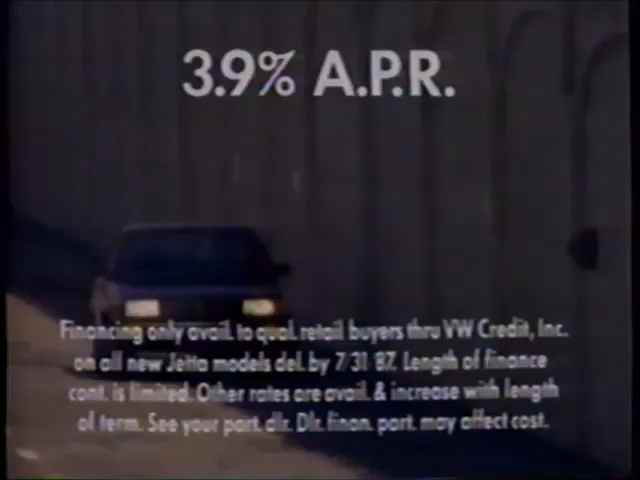 3.9% A.P.R.
Financing only avail. to qual. retail buyers thru VW Credit, Inc.
on all new Jetta models del. by 7/31/87. Length of finance
cont. is limited. Other rates are avail. & increase with length
of term. See your part. dlr. Dlr. finan. part. may affect cost.